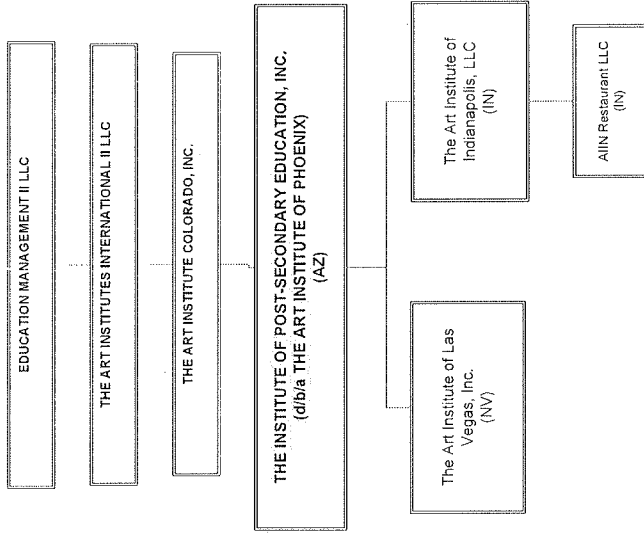 EDUCATION MANAGEMENT II LLC
THE ART INSTITUTES INTERNATIONAL II LLC
THE ART INSTITUTE COLORADO, INC.
THE INSTITUTE OF POST-SECONDARY EDUCATION, INC.
(d/b/a THE ART INSTITUTE OF PHOENIX)
(AZ)
The Art Institute of Las
Vegas, Inc.
(NV)
The Art Institute of
Indianapolis, LLC
(IN)
AIIN Restaurant LLC
(IN)